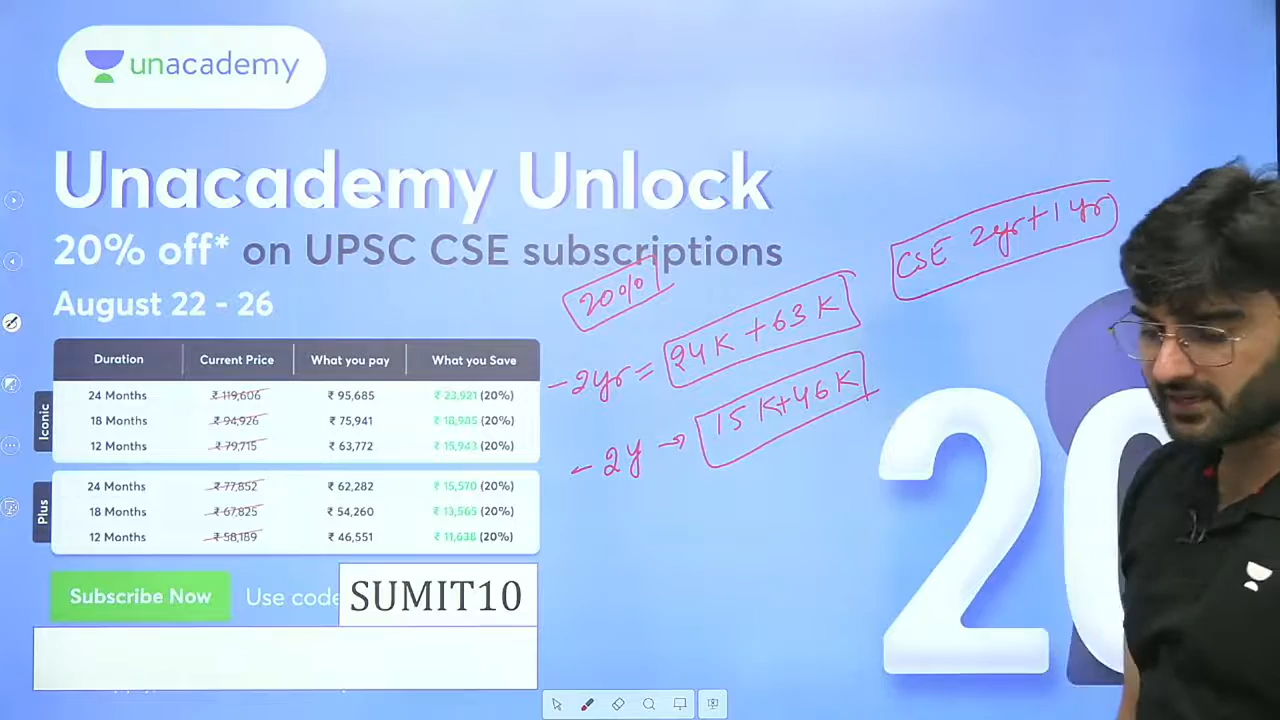 unacademy
Unacademy Unlock
20% off* on UPSC CSE subscriptions
August 22 - 26
Duration Current Price What you pay What you Save
Iconic
24 Months ₹ 119,606 ₹ 95,685 ₹ 23,921 (20%)
18 Months ₹ 94,926 ₹ 75,941 ₹ 18,985 (20%)
12 Months ₹ 79,715 ₹ 63,772 ₹ 15,943 (20%)
Plus
24 Months ₹ 77,852 ₹ 62,282 ₹ 15,570 (20%)
18 Months ₹ 67,825 ₹ 54,260 ₹ 13,565 (20%)
12 Months ₹ 58,189 ₹ 46,551 ₹ 11,638 (20%)
Subscribe Now Use code SUMIT10
20%
- 2yr = 24K + 63K
- 2y → 15K+46K
CSE 2yr+1yr
20